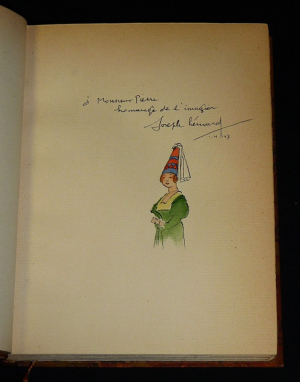 à Monsieur Pierre
hommage de l'imagier
Joseph Hémard